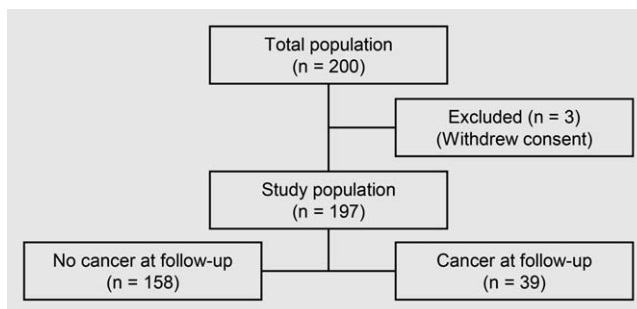 Total population
(n = 200)
Excluded (n = 3)
(Withdrew consent)
Study population
(n = 197)
No cancer at follow-up
(n = 158)
Cancer at follow-up
(n = 39)